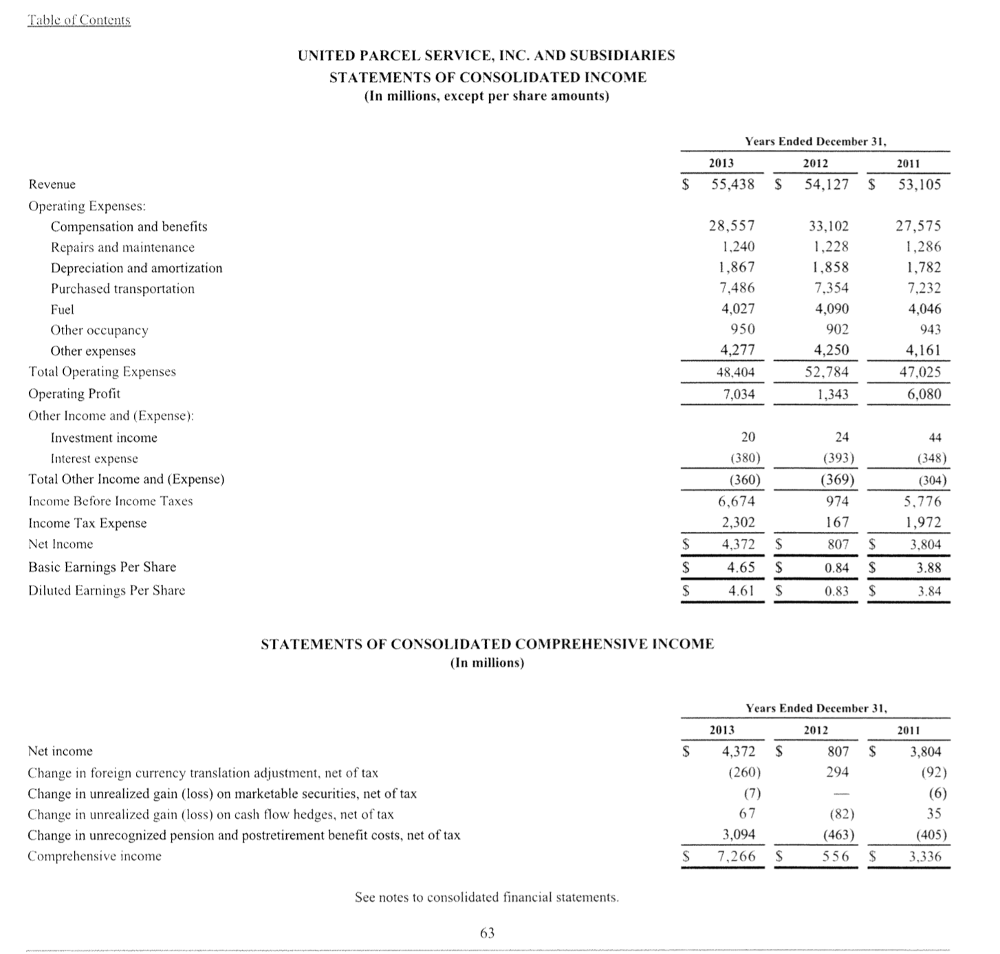 Table of Contents
UNITED PARCEL SERVICE, INC. AND SUBSIDIARIES
STATEMENTS OF CONSOLIDATED INCOME
(In millions, except per share amounts)
Years Ended December 31,
2013 2012 2011
Revenue $ 55,438 $ 54,127 $ 53,105
Operating Expenses:
Compensation and benefits 28,557 33,102 27,575
Repairs and maintenance 1,240 1,228 1,286
Depreciation and amortization 1,867 1,858 1,782
Purchased transportation 7,486 7,354 7,232
Fuel 4,027 4,090 4,046
Other occupancy 950 902 943
Other expenses 4,277 4,250 4,161
Total Operating Expenses 48,404 52,784 47,025
Operating Profit 7,034 1,343 6,080
Other Income and (Expense):
Investment income 20 24 44
Interest expense (380) (393) (348)
Total Other Income and (Expense) (360) (369) (304)
Income Before Income Taxes 6,674 974 5,776
Income Tax Expense 2,302 167 1,972
Net Income $ 4,372 $ 807 $ 3,804
Basic Earnings Per Share $ 4.65 $ 0.84 $ 3.88
Diluted Earnings Per Share $ 4.61 $ 0.83 $ 3.84
STATEMENTS OF CONSOLIDATED COMPREHENSIVE INCOME
(In millions)
Years Ended December 31,
2013 2012 2011
Net income $ 4,372 $ 807 $ 3,804
Change in foreign currency translation adjustment, net of tax (260) 294 (92)
Change in unrealized gain (loss) on marketable securities, net of tax (7) — (6)
Change in unrealized gain (loss) on cash flow hedges, net of tax 67 (82) 35
Change in unrecognized pension and postretirement benefit costs, net of tax 3,094 (463) (405)
Comprehensive income $ 7,266 $ 556 $ 3,336
See notes to consolidated financial statements.
63